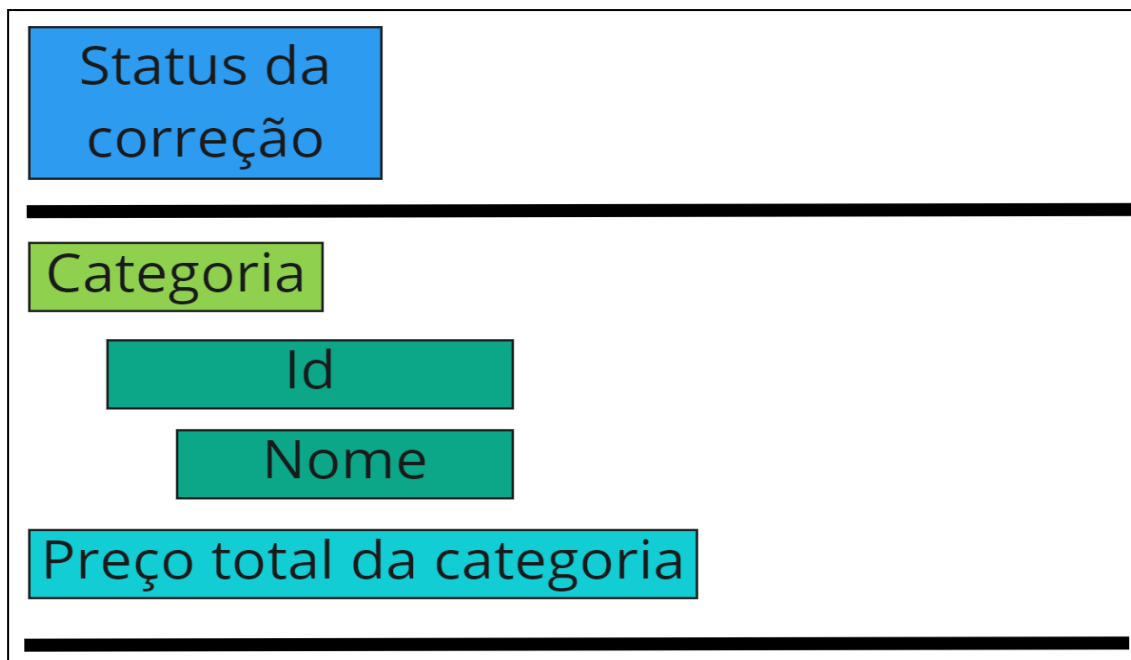 Status da
correção
Categoria
Id
Nome
Preço total da categoria